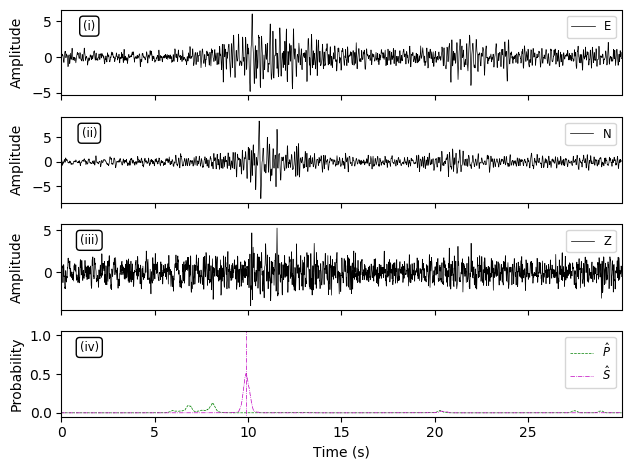 (i)
E
Amplitude
5
0
−5
(ii)
N
Amplitude
5
0
−5
(iii)
Z
Amplitude
5
0
(iv)
P̂
Ŝ
Probability
1.0
0.5
0.0
0 5 10 15 20 25
Time (s)